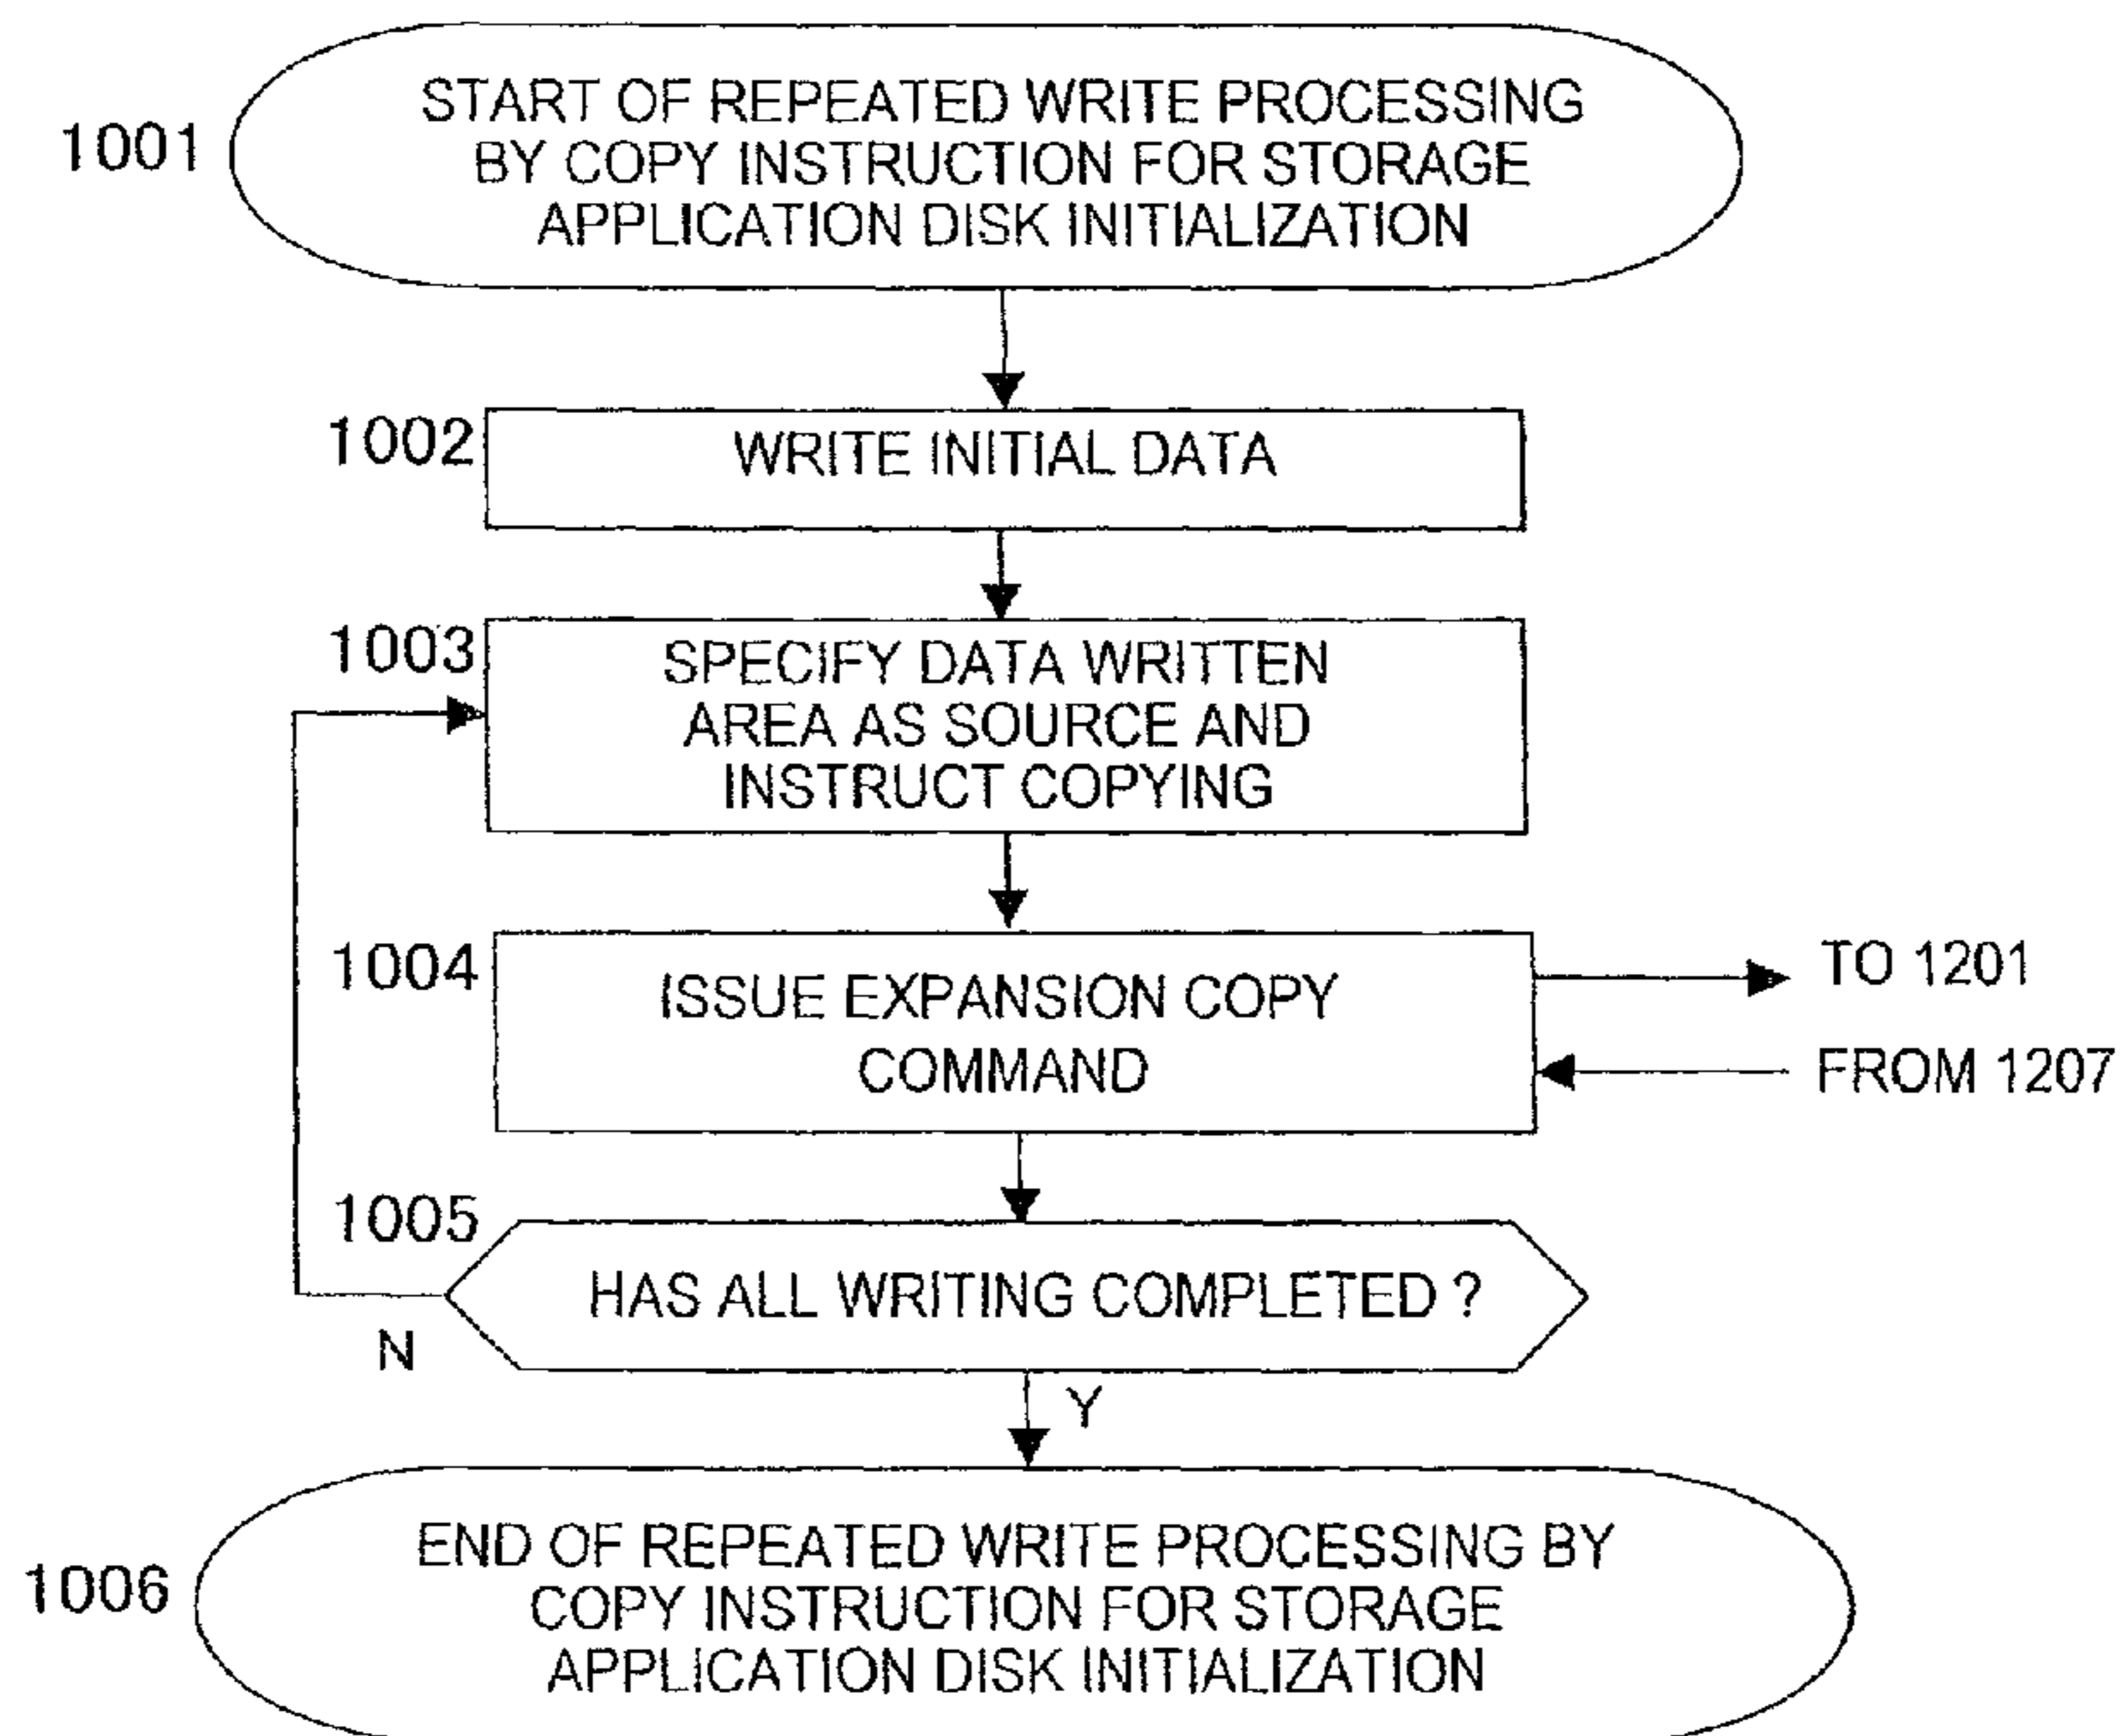 1001
START OF REPEATED WRITE PROCESSING
BY COPY INSTRUCTION FOR STORAGE
APPLICATION DISK INITIALIZATION
1002
WRITE INITIAL DATA
1003
SPECIFY DATA WRITTEN
AREA AS SOURCE AND
INSTRUCT COPYING
1004
ISSUE EXPANSION COPY
COMMAND
TO 1201
FROM 1207
1005
HAS ALL WRITING COMPLETED ?
N
Y
1006
END OF REPEATED WRITE PROCESSING BY
COPY INSTRUCTION FOR STORAGE
APPLICATION DISK INITIALIZATION